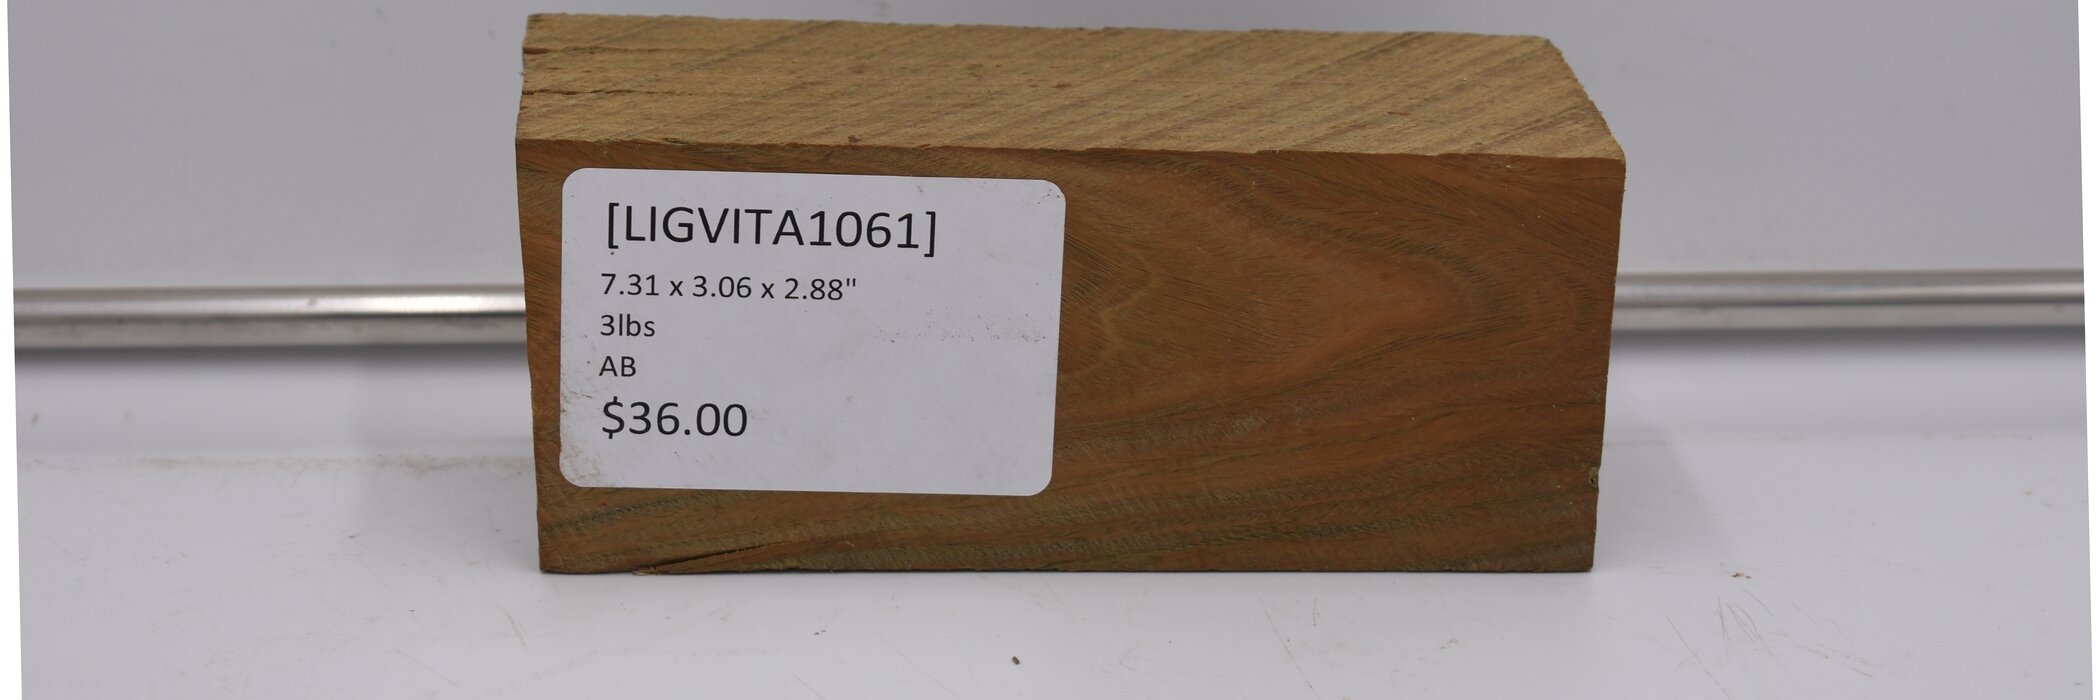 [LIGVITA1061]
7.31 x 3.06 x 2.88"
3lbs
AB
$36.00